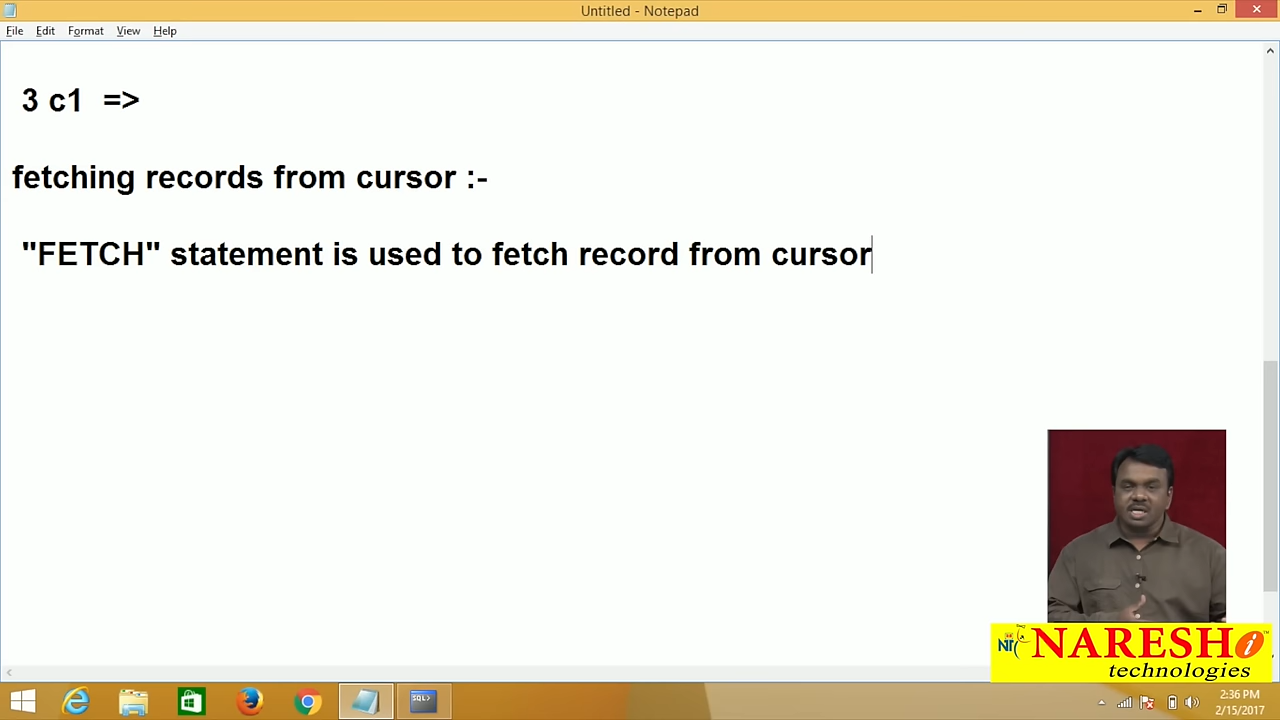 Untitled - Notepad
File Edit Format View Help
3 c1 =>
fetching records from cursor :-
"FETCH" statement is used to fetch record from cursor
NARESH i
technologies
SQL>
2:36 PM
2/15/2017